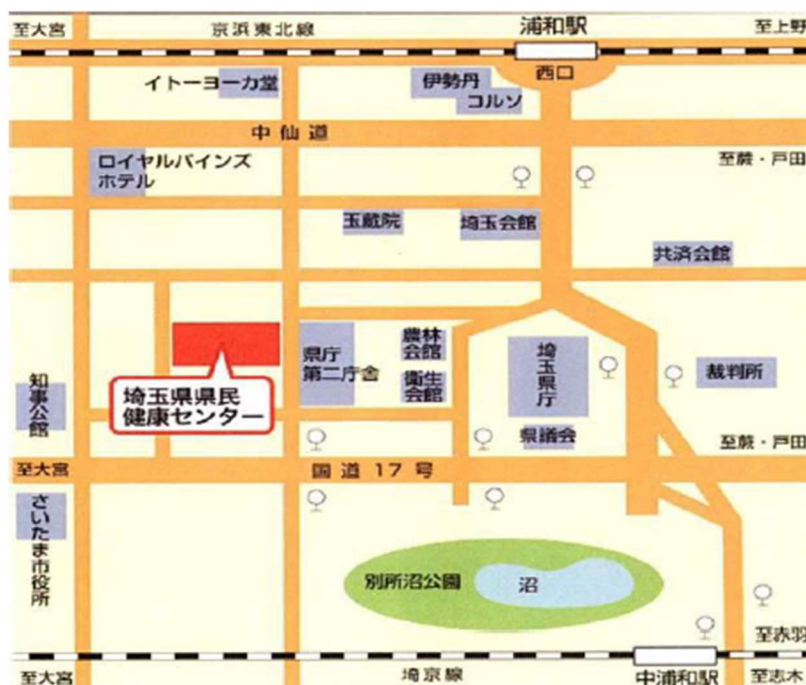 至大宮
京浜東北線
浦和駅
至上野
西口
イトーヨーカ堂
伊勢丹
コルソ
中仙道
ロイヤルパインズ
ホテル
至蕨・戸田
玉蔵院
埼玉会館
共済会館
県庁
第二庁舎
農林
会館
衛生
会館
埼玉県庁
裁判所
知事公館
埼玉県県民
健康センター
県議会
至蕨・戸田
至大宮
国道17号
さいたま市役所
別所沼公園
沼
至赤羽
至大宮
埼京線
中浦和駅
至志木